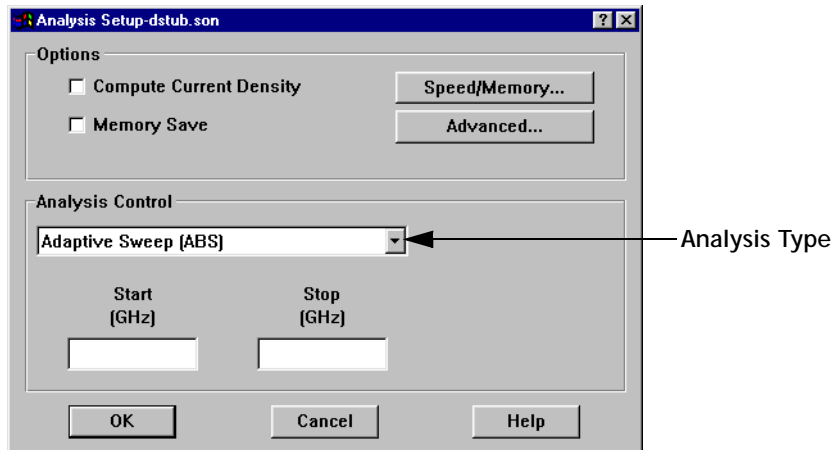 Analysis Setup-dstub.son
Options
Compute Current Density
Speed/Memory...
Memory Save
Advanced...
Analysis Control
Adaptive Sweep (ABS)
Analysis Type
Start
(GHz)
Stop
(GHz)
OK
Cancel
Help